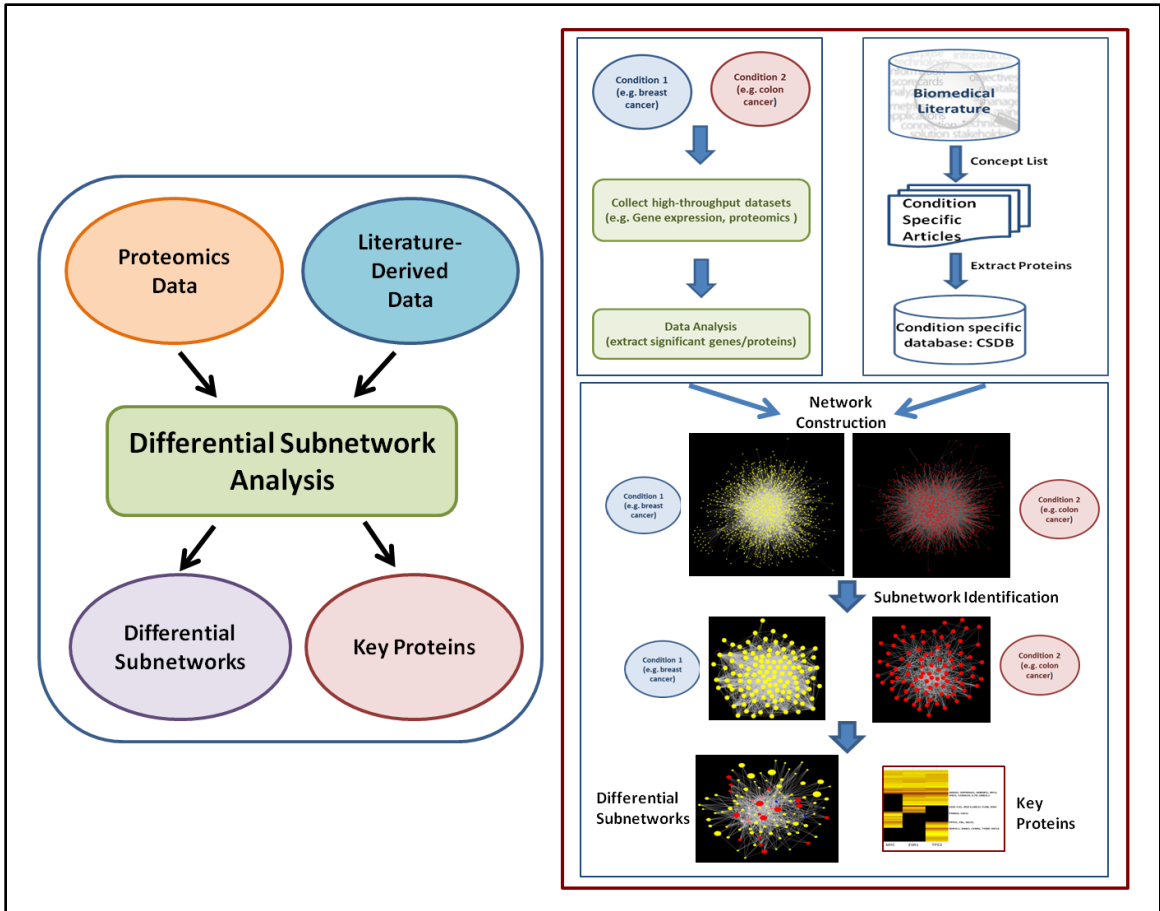 Proteomics
Data
Literature-
Derived
Data
Differential Subnetwork
Analysis
Differential
Subnetworks
Key Proteins
Condition 1
(e.g. breast
cancer)
Condition 2
(e.g. colon
cancer)
Collect high-throughput datasets
(e.g. Gene expression, proteomics )
Data Analysis
(extract significant genes/proteins)
Biomedical
Literature
Concept List
Condition
Specific
Articles
Extract Proteins
Condition specific
database: CSDB
Network
Construction
Condition 1
(e.g. breast
cancer)
Condition 2
(e.g. colon
cancer)
Subnetwork Identification
Condition 1
(e.g. breast
cancer)
Condition 2
(e.g. colon
cancer)
Differential
Subnetworks
Key
Proteins